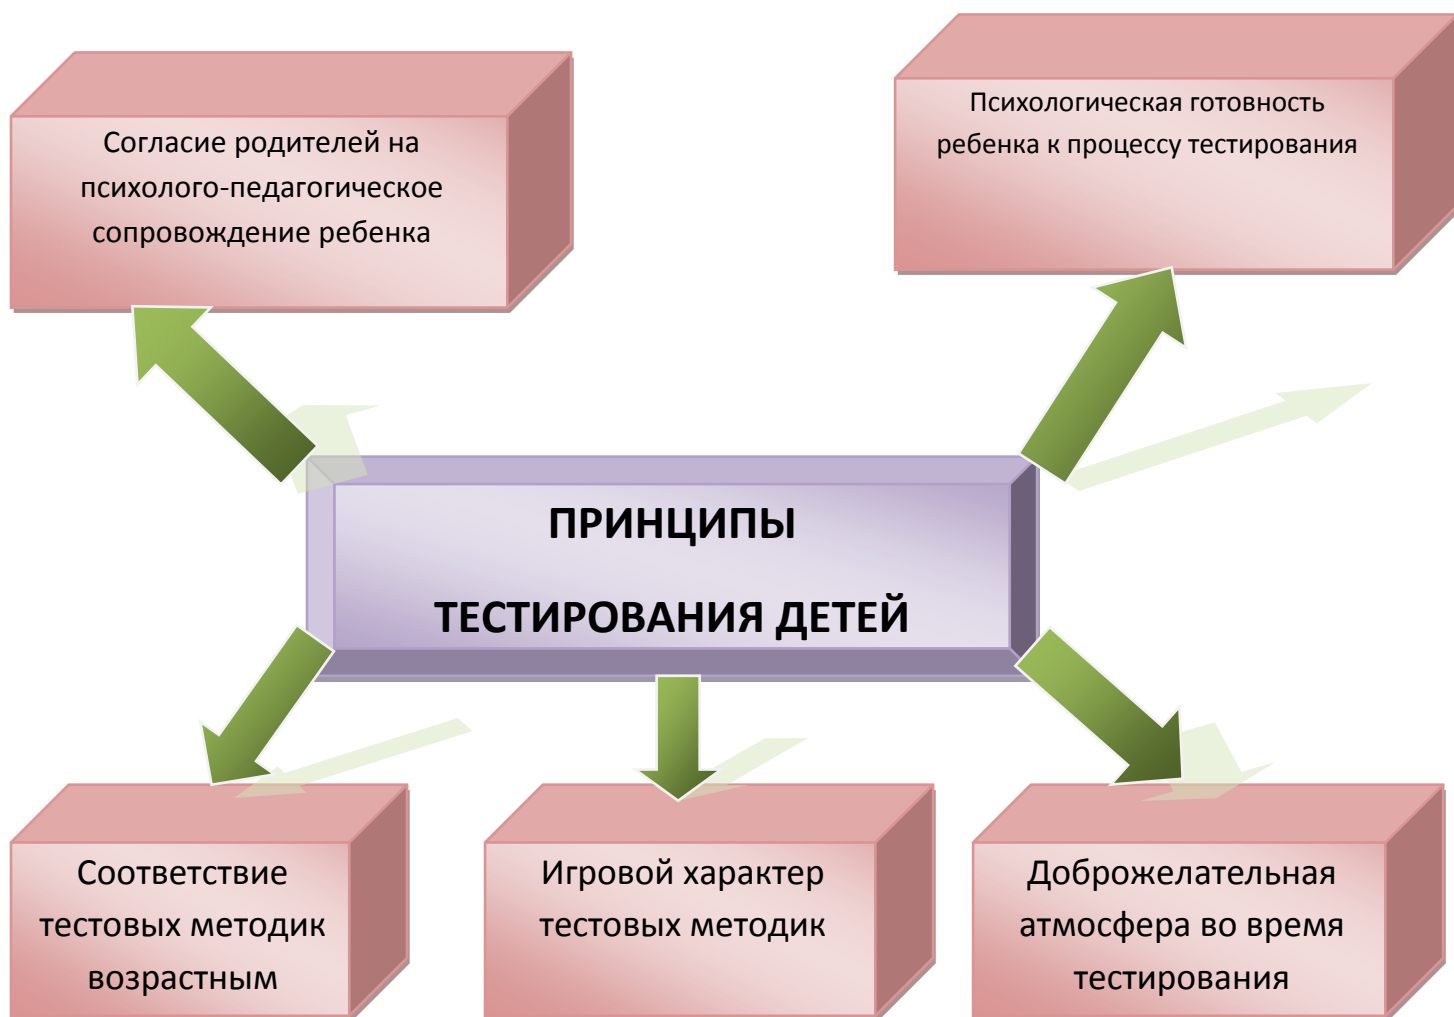 Согласие родителей на
психолого-педагогическое
сопровождение ребенка
Психологическая готовность
ребенка к процессу тестирования
ПРИНЦИПЫ
ТЕСТИРОВАНИЯ ДЕТЕЙ
Соответствие
тестовых методик
возрастным
Игровой характер
тестовых методик
Доброжелательная
атмосфера во время
тестирования